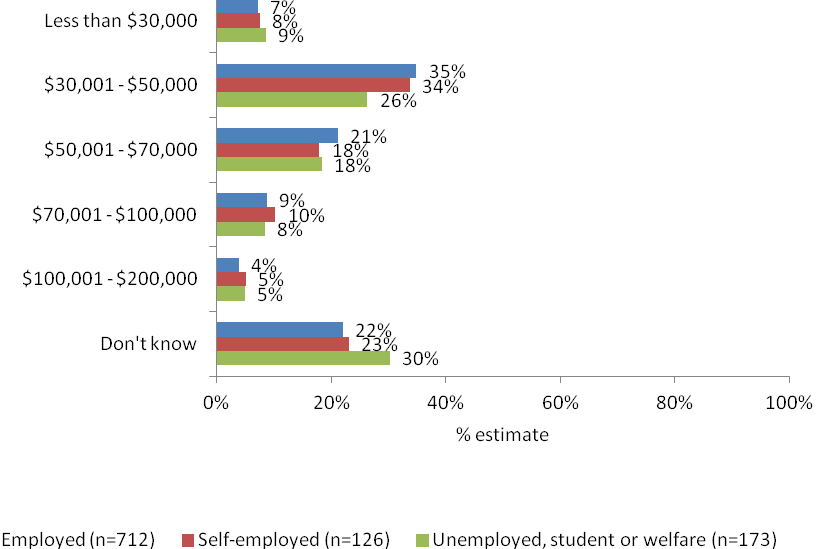 Less than $30,000
7%
8%
9%
$30,001 - $50,000
35%
34%
26%
$50,001 - $70,000
21%
18%
18%
$70,001 - $100,000
9%
10%
8%
$100,001 - $200,000
4%
5%
5%
Don't know
22%
23%
30%
0% 20% 40% 60% 80% 100%
% estimate
Employed (n=712) Self-employed (n=126) Unemployed, student or welfare (n=173)